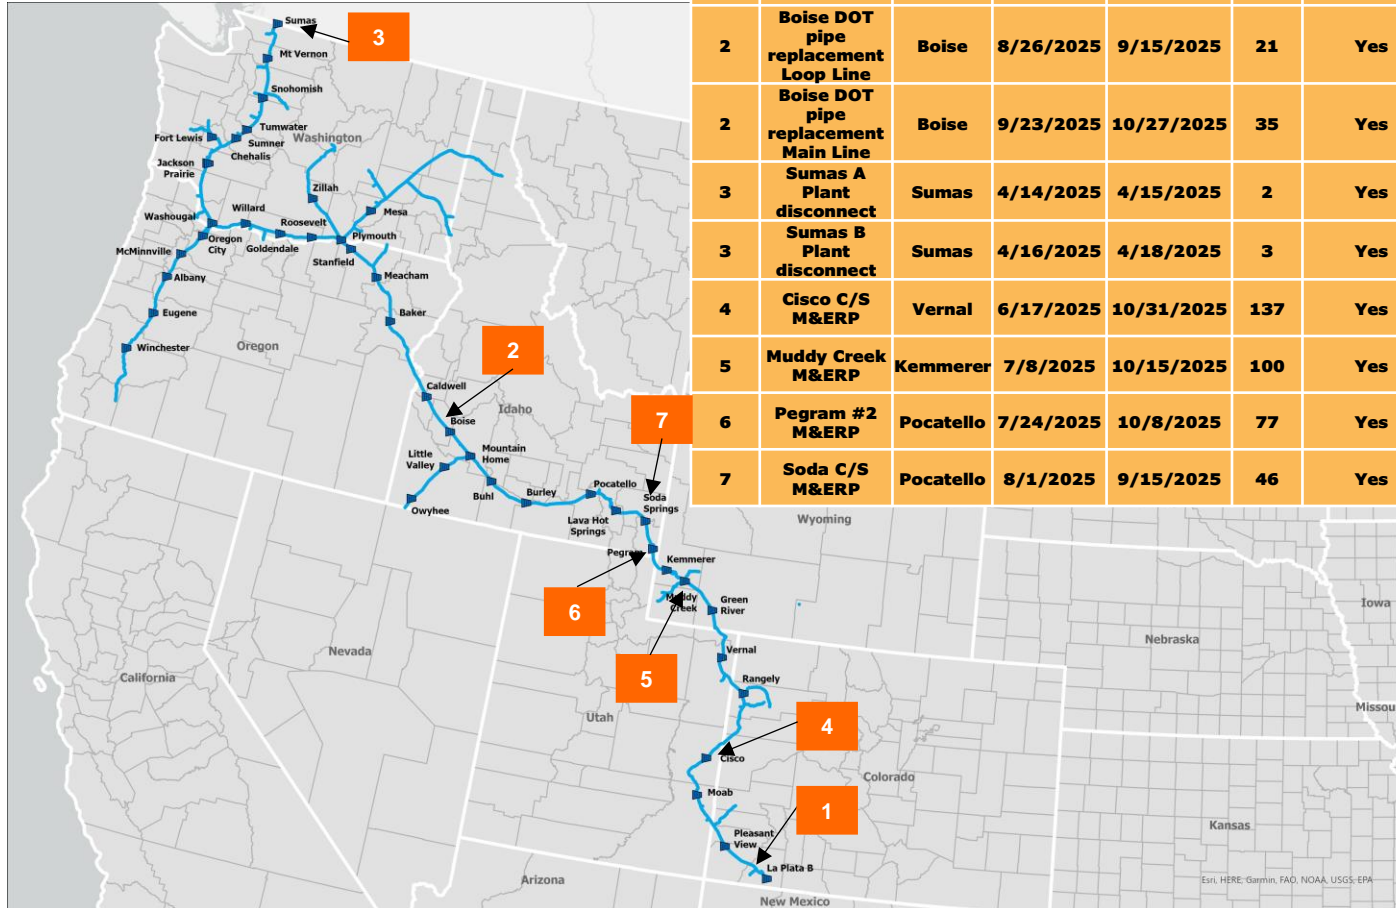 2
Boise DOT
pipe
replacement
Loop Line
Boise
8/26/2025
9/15/2025
21
Yes
2
Boise DOT
pipe
replacement
Main Line
Boise
9/23/2025
10/27/2025
35
Yes
3
Sumas A
Plant
disconnect
Sumas
4/14/2025
4/15/2025
2
Yes
3
Sumas B
Plant
disconnect
Sumas
4/16/2025
4/18/2025
3
Yes
4
Cisco C/S
M&ERP
Vernal
6/17/2025
10/31/2025
137
Yes
5
Muddy Creek
M&ERP
Kemmerer
7/8/2025
10/15/2025
100
Yes
6
Pegram #2
M&ERP
Pocatello
7/24/2025
10/8/2025
77
Yes
7
Soda C/S
M&ERP
Pocatello
8/1/2025
9/15/2025
46
Yes
Sumas
3
Mt Vernon
Snohomish
Tumwater
Washington
Fort Lewis
Sumner
Chehalis
Jackson
Prairie
Zillah
Mesa
Willard
Washougal
Roosevelt
Plymouth
Oregon
City
Goldendale
McMinnville
Stanfield
Albany
Meacham
Eugene
Baker
Winchester
Oregon
2
Caldwell
Idaho
Boise
7
Little
Valley
Mountain
Home
Pocatello
Buhl
Burley
Soda
Springs
Owyhee
Lava Hot
Springs
Wyoming
Pegram
Kemmerer
6
Muddy
Creek
Green
River
Iowa
Nebraska
Nevada
Vernal
California
5
Rangely
Missou
Utah
4
Cisco
Colorado
Moab
1
Kansas
Pleasant
View
La Plata B
Arizona
Esri, HERE, Garmin, FAO, NOAA, USGS, EPA
New Mexico